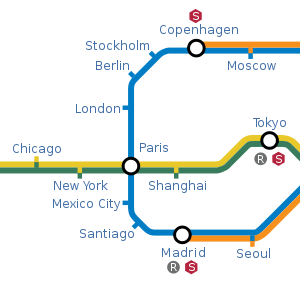 S
Copenhagen
Stockholm
Moscow
Berlin
London
Tokyo
R S
Chicago
Paris
New York
Shanghai
Mexico City
Santiago
Madrid
Seoul
R S